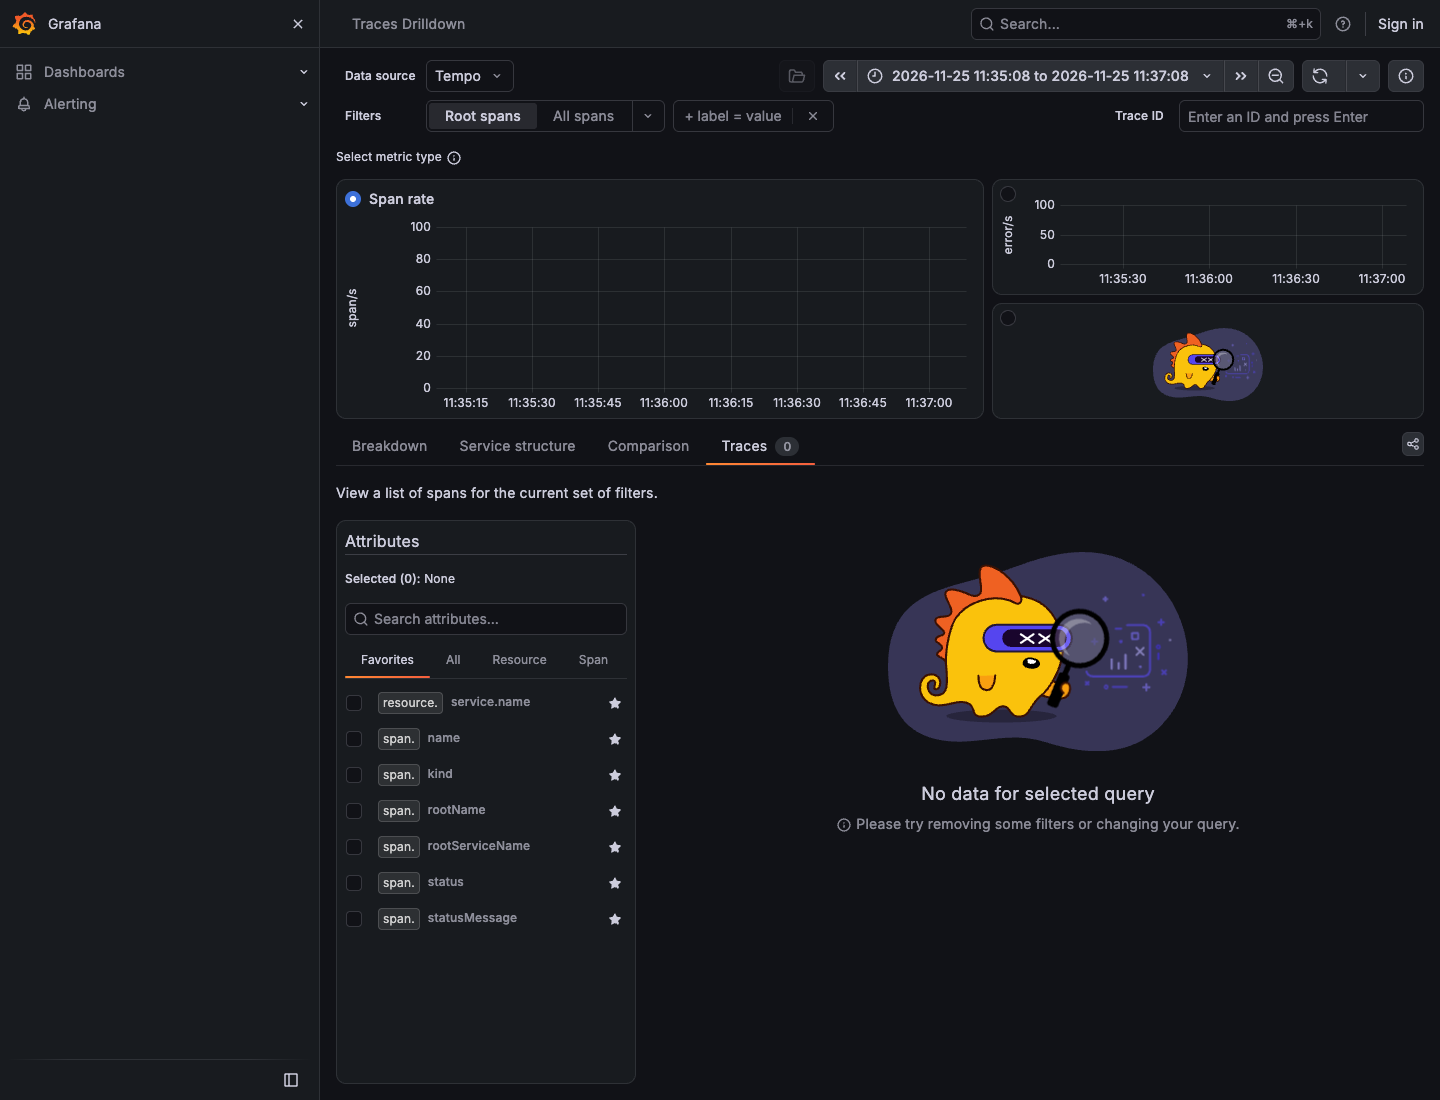 Grafana
Traces Drilldown
Search...
⌘+k
Sign in
Dashboards
Alerting
Data source
Tempo
2026-11-25 11:35:08 to 2026-11-25 11:37:08
Filters
Root spans
All spans
+ label = value
Trace ID
Enter an ID and press Enter
Select metric type
Span rate
span/s
100
80
60
40
20
0
11:35:15
11:35:30
11:35:45
11:36:00
11:36:15
11:36:30
11:36:45
11:37:00
error/s
100
50
0
11:35:30
11:36:00
11:36:30
11:37:00
Breakdown
Service structure
Comparison
Traces 0
View a list of spans for the current set of filters.
Attributes
Selected (0): None
Search attributes...
Favorites
All
Resource
Span
resource. service.name
span. name
span. kind
span. rootName
span. rootServiceName
span. status
span. statusMessage
No data for selected query
Please try removing some filters or changing your query.